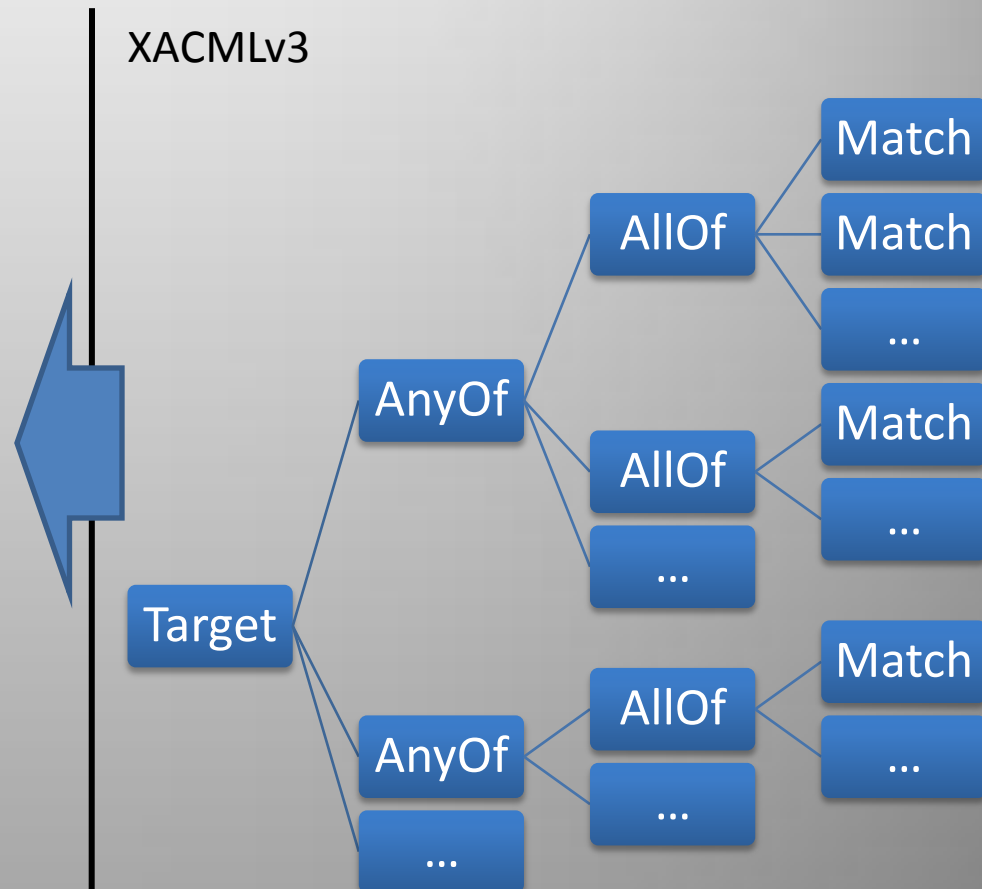 XACMLv3
Match
AllOf
Match
...
AnyOf
Match
AllOf
...
...
Target
Match
AllOf
AnyOf
...
...
...